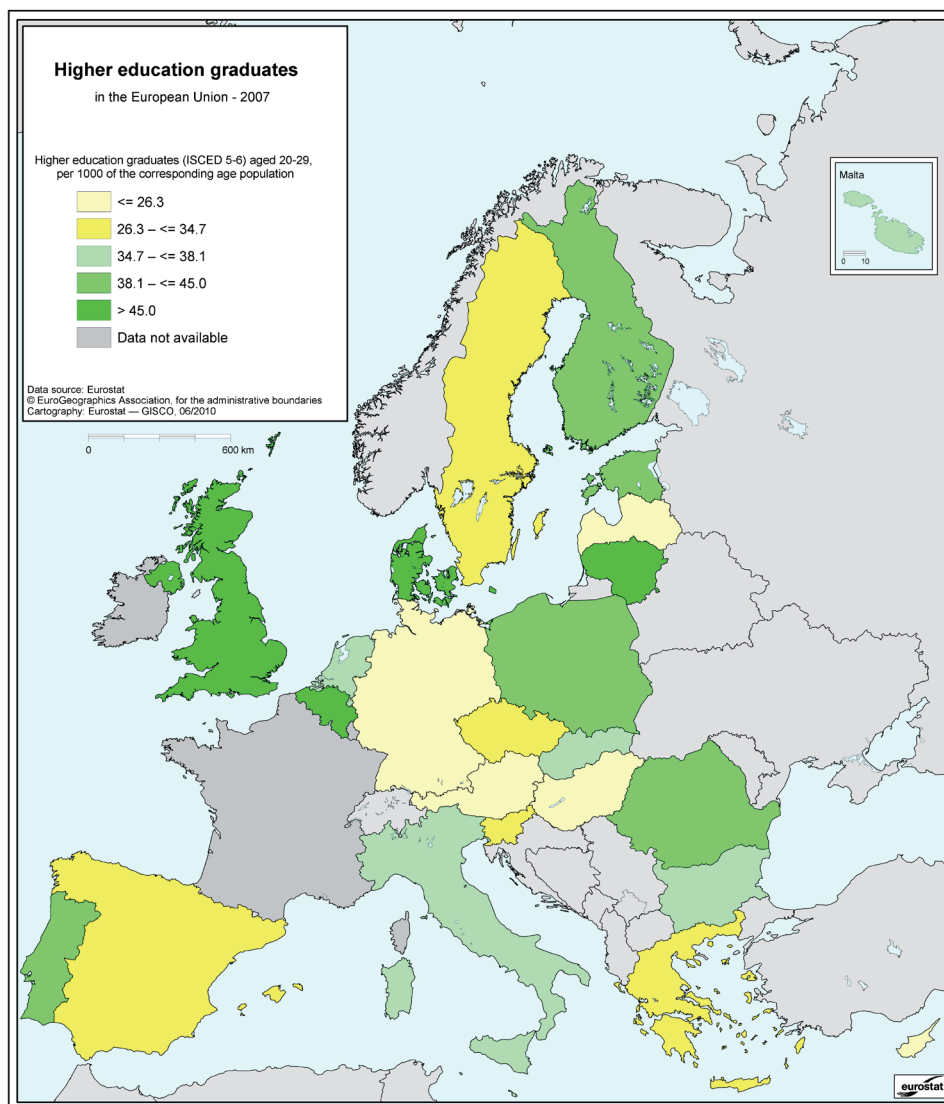 Higher education graduates
in the European Union - 2007
Higher education graduates (ISCED 5-6) aged 20-29,
per 1000 of the corresponding age population
<= 26.3
26.3 – <= 34.7
34.7 – <= 38.1
38.1 – <= 45.0
> 45.0
Data not available
Data source: Eurostat
© EuroGeographics Association, for the administrative boundaries
Cartography: Eurostat — GISCO, 06/2010
0 600 km
Malta
0 10
eurostat